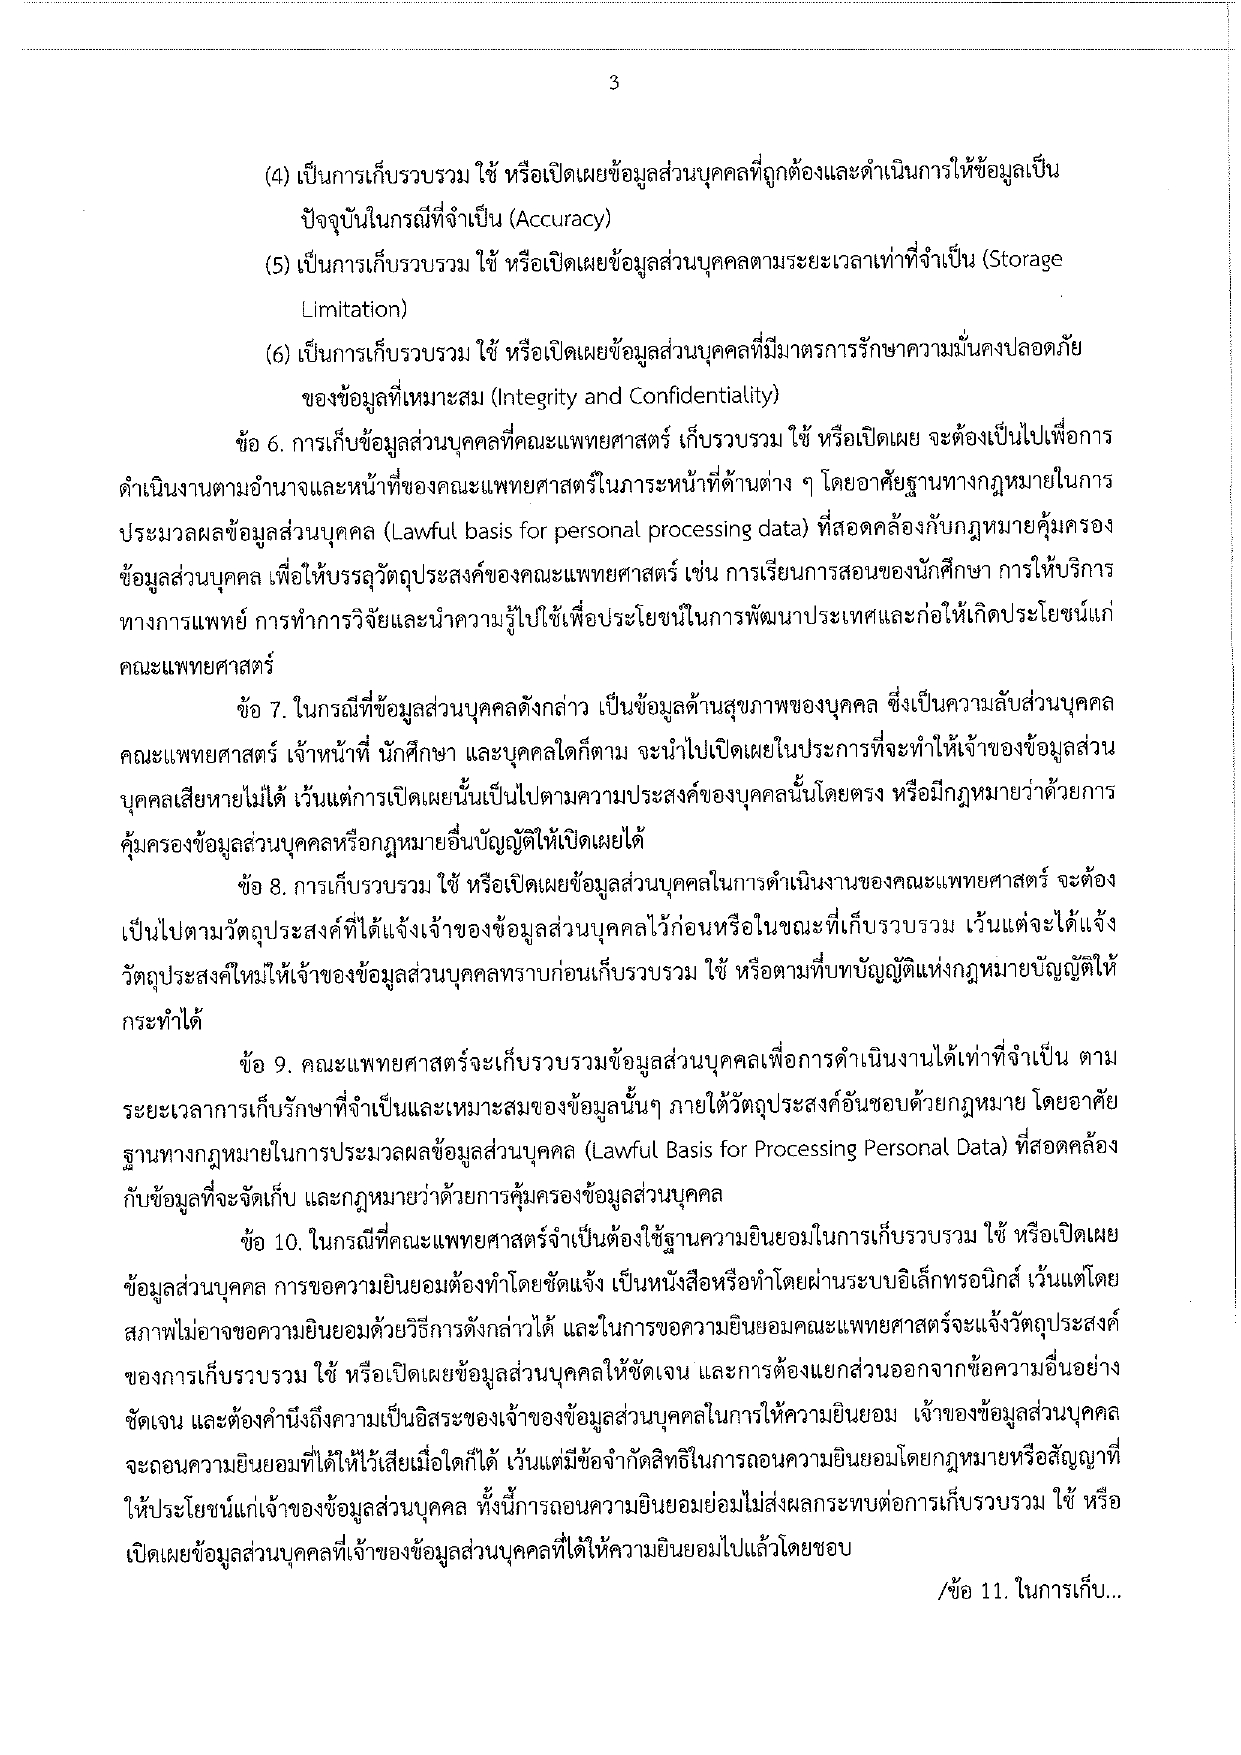 3
(4) เป็นการเก็บรวบรวม ใช้ หรือเปิดเผยข้อมูลส่วนบุคคลที่ถูกต้องและดำเนินการให้ข้อมูลเป็น
ปัจจุบันในกรณีที่จำเป็น (Accuracy)
(5) เป็นการเก็บรวบรวม ใช้ หรือเปิดเผยข้อมูลส่วนบุคคลตามระยะเวลาเท่าที่จำเป็น (Storage
Limitation)
(6) เป็นการเก็บรวบรวม ใช้ หรือเปิดเผยข้อมูลส่วนบุคคลที่มีมาตรการรักษาความมั่นคงปลอดภัย
ของข้อมูลที่เหมาะสม (Integrity and Confidentiality)
ข้อ 6. การเก็บข้อมูลส่วนบุคคลที่คณะแพทยศาสตร์ เก็บรวบรวม ใช้ หรือเปิดเผย จะต้องเป็นไปเพื่อการ
ดำเนินงานตามอำนาจและหน้าที่ของคณะแพทยศาสตร์ในภาระหน้าที่ด้านต่าง ๆ โดยอาศัยฐานทางกฎหมายในการ
ประมวลผลข้อมูลส่วนบุคคล (Lawful basis for personal processing data) ที่สอดคล้องกับกฎหมายคุ้มครอง
ข้อมูลส่วนบุคคล เพื่อให้บรรลุวัตถุประสงค์ของคณะแพทยศาสตร์ เช่น การเรียนการสอนของนักศึกษา การให้บริการ
ทางการแพทย์ การทำการวิจัยและนำความรู้ไปใช้เพื่อประโยชน์ในการพัฒนาประเทศและก่อให้เกิดประโยชน์แก่
คณะแพทยศาสตร์
ข้อ 7. ในกรณีที่ข้อมูลส่วนบุคคลดังกล่าว เป็นข้อมูลด้านสุขภาพของบุคคล ซึ่งเป็นความลับส่วนบุคคล
คณะแพทยศาสตร์ เจ้าหน้าที่ นักศึกษา และบุคคลใดก็ตาม จะนำไปเปิดเผยในประการที่จะทำให้เจ้าของข้อมูลส่วน
บุคคลเสียหายไม่ได้ เว้นแต่การเปิดเผยนั้นเป็นไปตามความประสงค์ของบุคคลนั้นโดยตรง หรือมีกฎหมายว่าด้วยการ
คุ้มครองข้อมูลส่วนบุคคลหรือกฎหมายอื่นบัญญัติให้เปิดเผยได้
ข้อ 8. การเก็บรวบรวม ใช้ หรือเปิดเผยข้อมูลส่วนบุคคลในการดำเนินงานของคณะแพทยศาสตร์ จะต้อง
เป็นไปตามวัตถุประสงค์ที่ได้แจ้งเจ้าของข้อมูลส่วนบุคคลไว้ก่อนหรือในขณะที่เก็บรวบรวม เว้นแต่จะได้แจ้ง
วัตถุประสงค์ใหม่ให้เจ้าของข้อมูลส่วนบุคคลทราบก่อนเก็บรวบรวม ใช้ หรือตามที่บทบัญญัติแห่งกฎหมายบัญญัติให้
กระทำได้
ข้อ 9. คณะแพทยศาสตร์จะเก็บรวบรวมข้อมูลส่วนบุคคลเพื่อการดำเนินงานได้เท่าที่จำเป็น ตาม
ระยะเวลาการเก็บรักษาที่จำเป็นและเหมาะสมของข้อมูลนั้นๆ ภายใต้วัตถุประสงค์อันชอบด้วยกฎหมาย โดยอาศัย
ฐานทางกฎหมายในการประมวลผลข้อมูลส่วนบุคคล (Lawful Basis for Processing Personal Data) ที่สอดคล้อง
กับข้อมูลที่จะจัดเก็บ และกฎหมายว่าด้วยการคุ้มครองข้อมูลส่วนบุคคล
ข้อ 10. ในกรณีที่คณะแพทยศาสตร์จำเป็นต้องใช้ฐานความยินยอมในการเก็บรวบรวม ใช้ หรือเปิดเผย
ข้อมูลส่วนบุคคล การขอความยินยอมต้องทำโดยชัดแจ้ง เป็นหนังสือหรือทำโดยผ่านระบบอิเล็กทรอนิกส์ เว้นแต่โดย
สภาพไม่อาจขอความยินยอมด้วยวิธีการดังกล่าวได้ และในการขอความยินยอมคณะแพทยศาสตร์จะแจ้งวัตถุประสงค์
ของการเก็บรวบรวม ใช้ หรือเปิดเผยข้อมูลส่วนบุคคลให้ชัดเจน และการต้องแยกส่วนออกจากข้อความอื่นอย่าง
ชัดเจน และต้องคำนึงถึงความเป็นอิสระของเจ้าของข้อมูลส่วนบุคคลในการให้ความยินยอม เจ้าของข้อมูลส่วนบุคคล
จะถอนความยินยอมที่ได้ให้ไว้เสียเมื่อใดก็ได้ เว้นแต่มีข้อจำกัดสิทธิในการถอนความยินยอมโดยกฎหมายหรือสัญญาที่
ให้ประโยชน์แก่เจ้าของข้อมูลส่วนบุคคล ทั้งนี้การถอนความยินยอมย่อมไม่ส่งผลกระทบต่อการเก็บรวบรวม ใช้ หรือ
เปิดเผยข้อมูลส่วนบุคคลที่เจ้าของข้อมูลส่วนบุคคลที่ได้ให้ความยินยอมไปแล้วโดยชอบ
/ข้อ 11. ในการเก็บ...